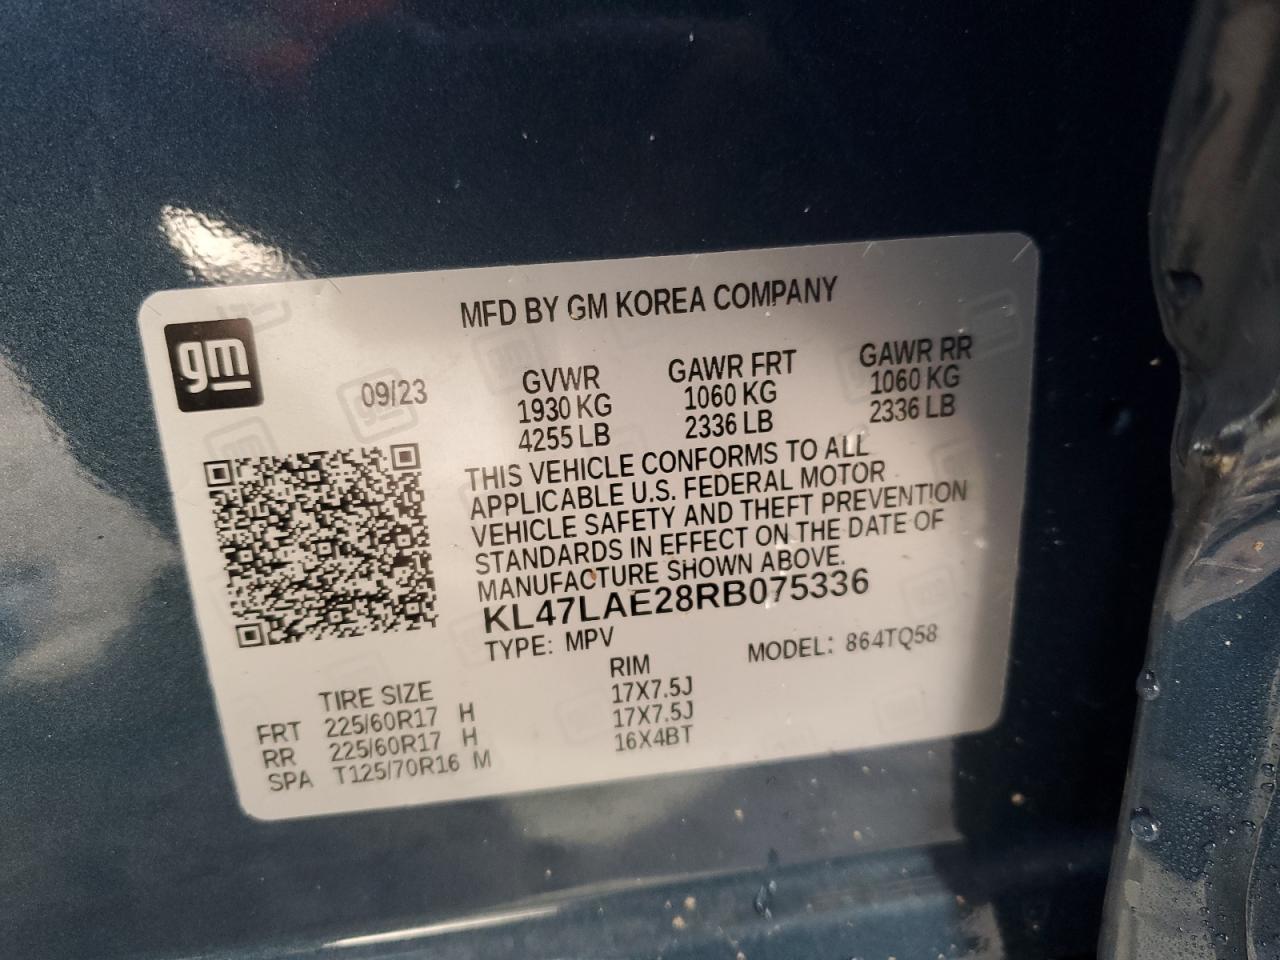 MFD BY GM KOREA COMPANY
gm
09/23
GVWR GAWR FRT GAWR RR
1930 KG 1060 KG 1060 KG
4255 LB 2336 LB 2336 LB
THIS VEHICLE CONFORMS TO ALL
APPLICABLE U.S. FEDERAL MOTOR
VEHICLE SAFETY AND THEFT PREVENTION
STANDARDS IN EFFECT ON THE DATE OF
MANUFACTURE SHOWN ABOVE.
KL47LAE28RB075336
TYPE: MPV MODEL: 864TQ58
TIRE SIZE RIM
FRT 225/60R17 H 17X7.5J
RR 225/60R17 H 17X7.5J
SPA T125/70R16 M 16X4BT